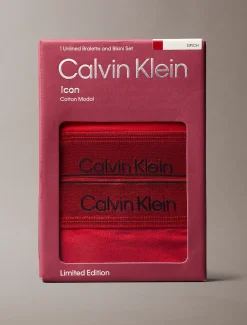 1 Unlined Bralette and Bikini Set
Calvin Klein
Icon
Cotton Modal
Calvin Klein
Calvin Klein
Limited Edition